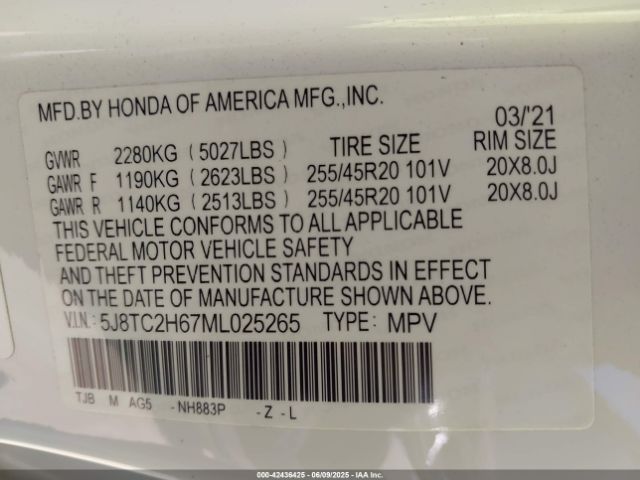 MFD.BY HONDA OF AMERICA MFG.,INC.
03/'21
GVWR 2280KG (5027LBS) TIRE SIZE RIM SIZE
GAWR F 1190KG (2623LBS) 255/45R20 101V 20X8.0J
GAWR R 1140KG (2513LBS) 255/45R20 101V 20X8.0J
THIS VEHICLE CONFORMS TO ALL APPLICABLE
FEDERAL MOTOR VEHICLE SAFETY
AND THEFT PREVENTION STANDARDS IN EFFECT
ON THE DATE OF MANUFACTURE SHOWN ABOVE.
V.I.N.: 5J8TC2H67ML025265 TYPE: MPV
TJB M AG5 -NH883P -Z-L
000-42436425 - 06/09/2025 - IAA Inc.